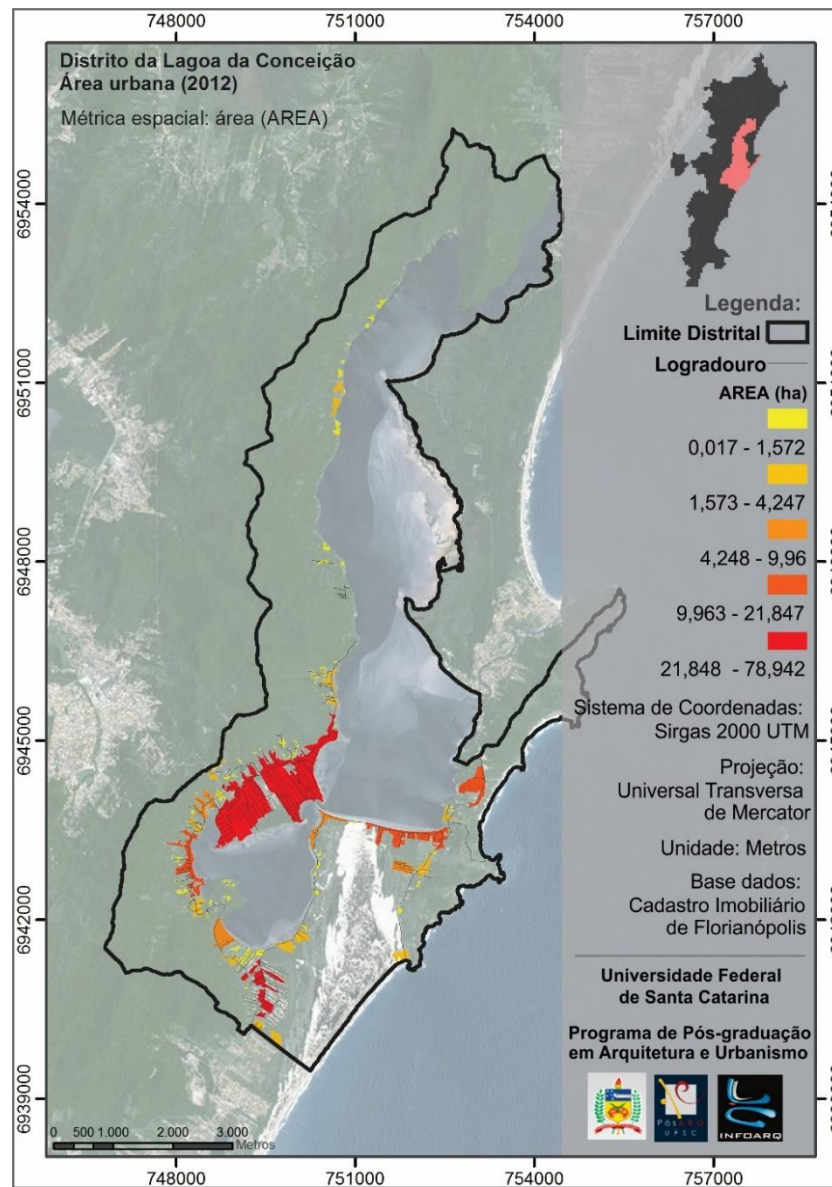 748000 751000 754000 757000
Distrito da Lagoa da Conceição
Área urbana (2012)
Métrica espacial: área (AREA)
6954000
6951000
6948000
6945000
6942000
6939000
Legenda:
Limite Distrital
Logradouro
AREA (ha)
0,017 - 1,572
1,573 - 4,247
4,248 - 9,96
9,963 - 21,847
21,848 - 78,942
Sistema de Coordenadas:
Sirgas 2000 UTM
Projeção:
Universal Transversa
de Mercator
Unidade: Metros
Base dados:
Cadastro Imobiliário
de Florianópolis
Universidade Federal
de Santa Catarina
Programa de Pós-graduação
em Arquitetura e Urbanismo
PÓSARQ
UFSC
INFOARQ
0 500 1.000 2.000 3.000
Metros
748000 751000 754000 757000